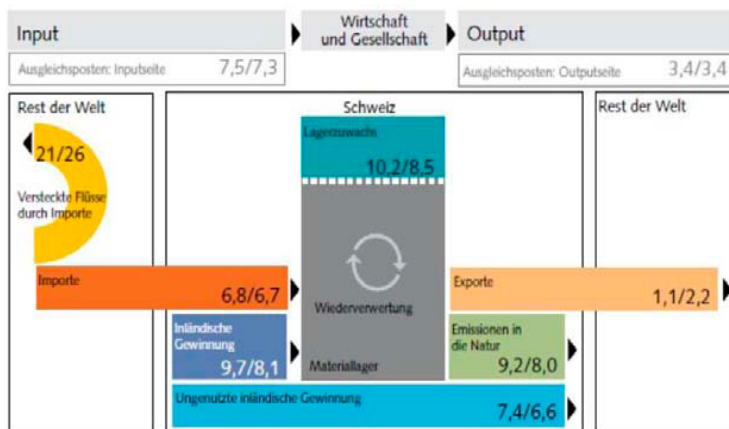 Input
Wirtschaft
und Gesellschaft
Output
Ausgleichsposten: Inputseite 7,5/7,3
Ausgleichsposten: Outputseite 3,4/3,4
Rest der Welt
Schweiz
Rest der Welt
21/26
Versteckte Flüsse
durch Importe
Lagerzuwachs
10,2/8,5
Importe
6,8/6,7
Wiederverwertung
Exporte
1,1/2,2
Inländische
Gewinnung
9,7/8,1
Materiallager
Emissionen in
die Natur
9,2/8,0
Ungenutzte inländische Gewinnung
7,4/6,6